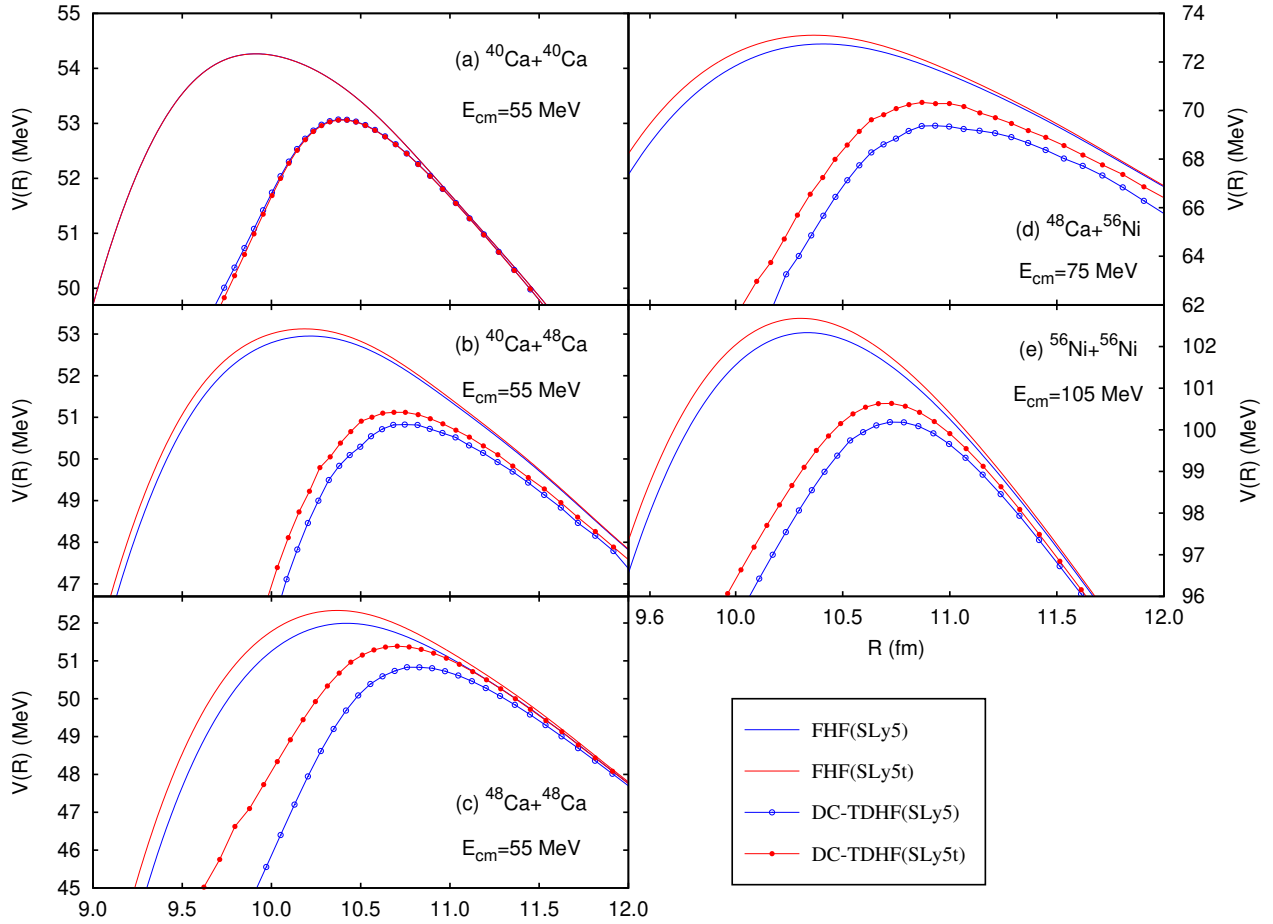 55
54
53
52
51
50
V(R) (MeV)
(a) ⁴⁰Ca+⁴⁰Ca
E_cm=55 MeV
53
52
51
50
49
48
47
V(R) (MeV)
(b) ⁴⁰Ca+⁴⁸Ca
E_cm=55 MeV
52
51
50
49
48
47
46
45
V(R) (MeV)
(c) ⁴⁸Ca+⁴⁸Ca
E_cm=55 MeV
9.0 9.5 10.0 10.5 11.0 11.5 12.0
74
72
70
68
66
64
62
V(R) (MeV)
(d) ⁴⁸Ca+⁵⁶Ni
E_cm=75 MeV
102
101
100
99
98
97
96
V(R) (MeV)
(e) ⁵⁶Ni+⁵⁶Ni
E_cm=105 MeV
9.6 10.0 10.5 11.0 11.5 12.0
R (fm)
FHF(SLy5)
FHF(SLy5t)
DC-TDHF(SLy5)
DC-TDHF(SLy5t)